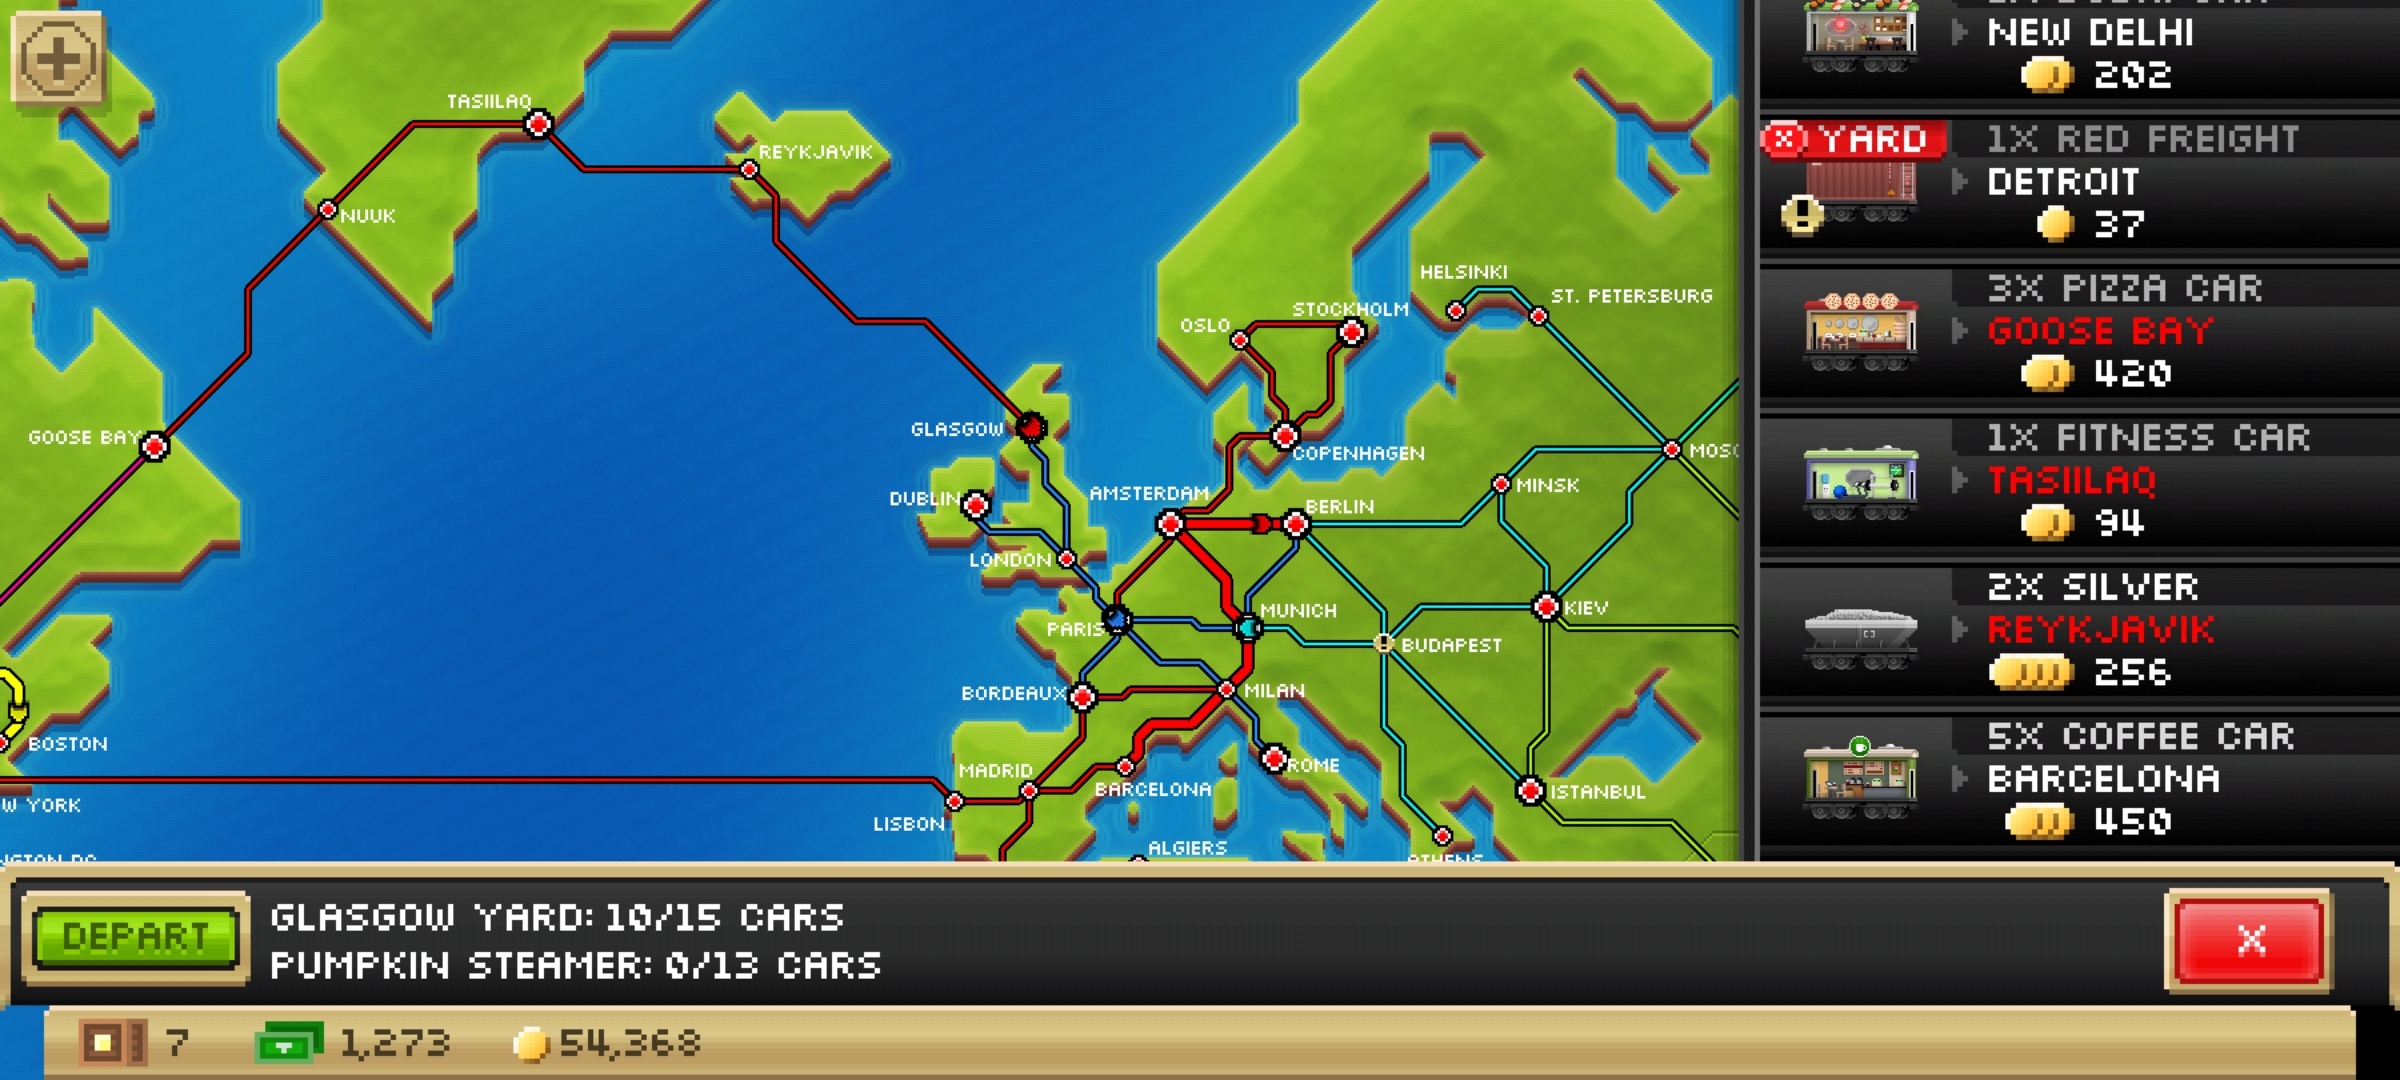 NEW DELHI
202
YARD
1X RED FREIGHT
DETROIT
37
3X PIZZA CAR
GOOSE BAY
420
1X FITNESS CAR
TASIILAQ
94
2X SILVER
REYKJAVIK
256
5X COFFEE CAR
BARCELONA
450
TASIILAQ
REYKJAVIK
NUUK
HELSINKI
ST. PETERSBURG
STOCKHOLM
OSLO
GLASGOW
GOOSE BAY
COPENHAGEN
MOSC
DUBLIN
AMSTERDAM
MINSK
BERLIN
LONDON
PARIS
MUNICH
KIEV
BUDAPEST
BORDEAUX
MILAN
BOSTON
MADRID
ROME
BARCELONA
ISTANBUL
W YORK
LISBON
ALGIERS
ATHENS
DEPART
GLASGOW YARD: 10/15 CARS
PUMPKIN STEAMER: 0/13 CARS
X
7
1,273
54,368